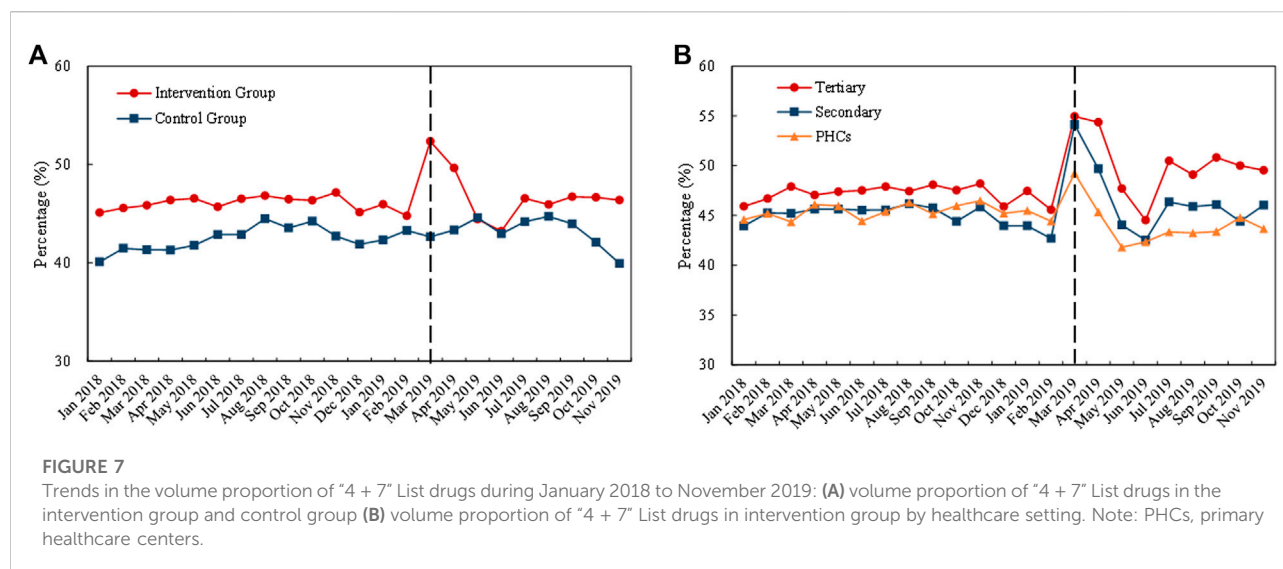 A
60
50
40
30
Percentage (%)
Intervention Group
Control Group
Jan 2018
Feb 2018
Mar 2018
Apr 2018
May 2018
Jun 2018
Jul 2018
Aug 2018
Sep 2018
Oct 2018
Nov 2018
Dec 2018
Jan 2019
Feb 2019
Mar 2019
Apr 2019
May 2019
Jun 2019
Jul 2019
Aug 2019
Sep 2019
Oct 2019
Nov 2019
B
60
55
50
45
40
35
30
Percentage (%)
Tertiary
Secondary
PHCs
Jan 2018
Feb 2018
Mar 2018
Apr 2018
May 2018
Jun 2018
Jul 2018
Aug 2018
Sep 2018
Oct 2018
Nov 2018
Dec 2018
Jan 2019
Feb 2019
Mar 2019
Apr 2019
May 2019
Jun 2019
Jul 2019
Aug 2019
Sep 2019
Oct 2019
Nov 2019
FIGURE 7
Trends in the volume proportion of “4 + 7” List drugs during January 2018 to November 2019: (A) volume proportion of “4 + 7” List drugs in the
intervention group and control group (B) volume proportion of “4 + 7” List drugs in intervention group by healthcare setting. Note: PHCs, primary
healthcare centers.